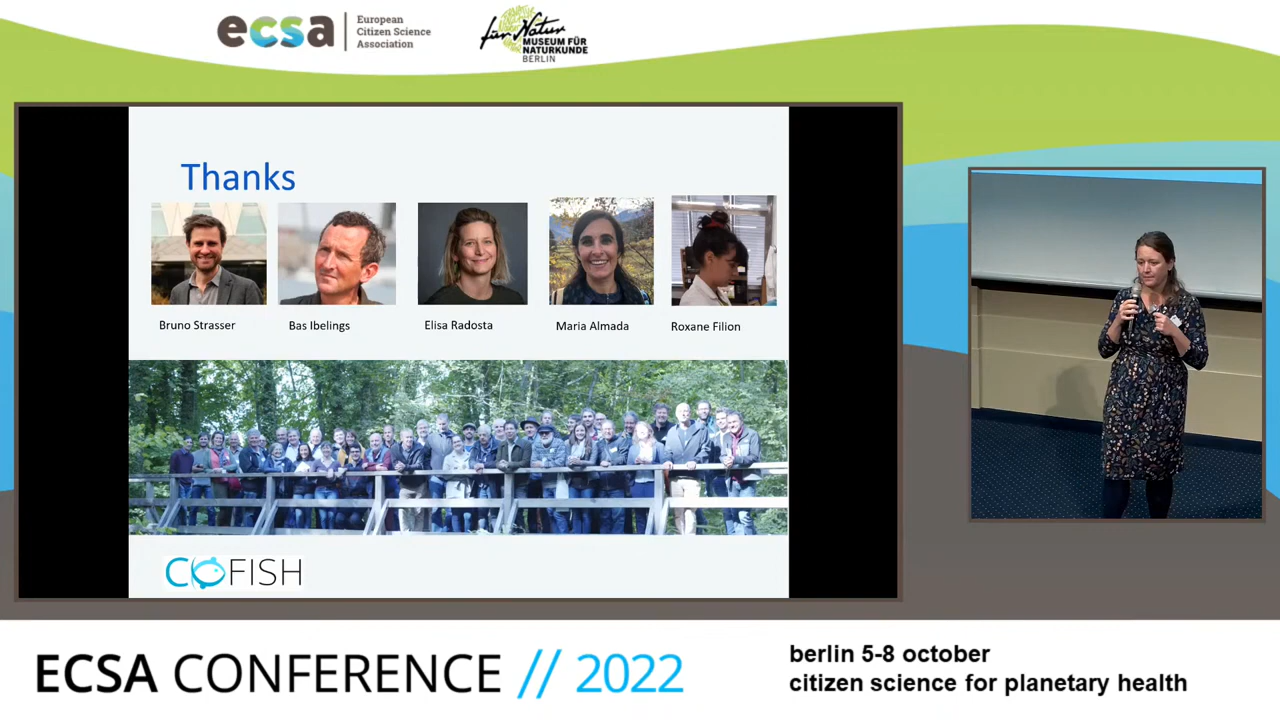 ecsa
European
Citizen Science
Association
für Natur
MUSEUM FÜR
NATURKUNDE
BERLIN
Thanks
Bruno Strasser
Bas Ibelings
Elisa Radosta
Maria Almada
Roxane Filion
COFISH
ECSA CONFERENCE // 2022
berlin 5-8 october
citizen science for planetary health